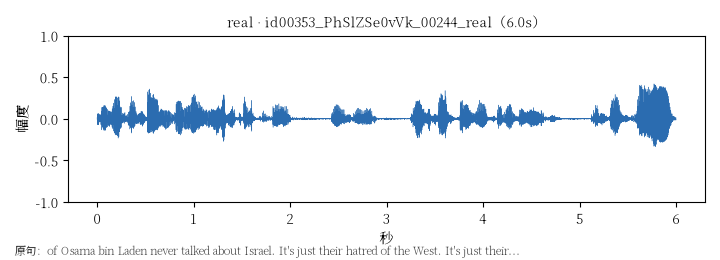 real · id00353_PhSlZSe0vVk_00244_real（6.0s）
1.0
0.5
0.0
-0.5
-1.0
幅度
0 1 2 3 4 5 6
秒
原句：of Osama bin Laden never talked about Israel. It's just their hatred of the West. It's just their…